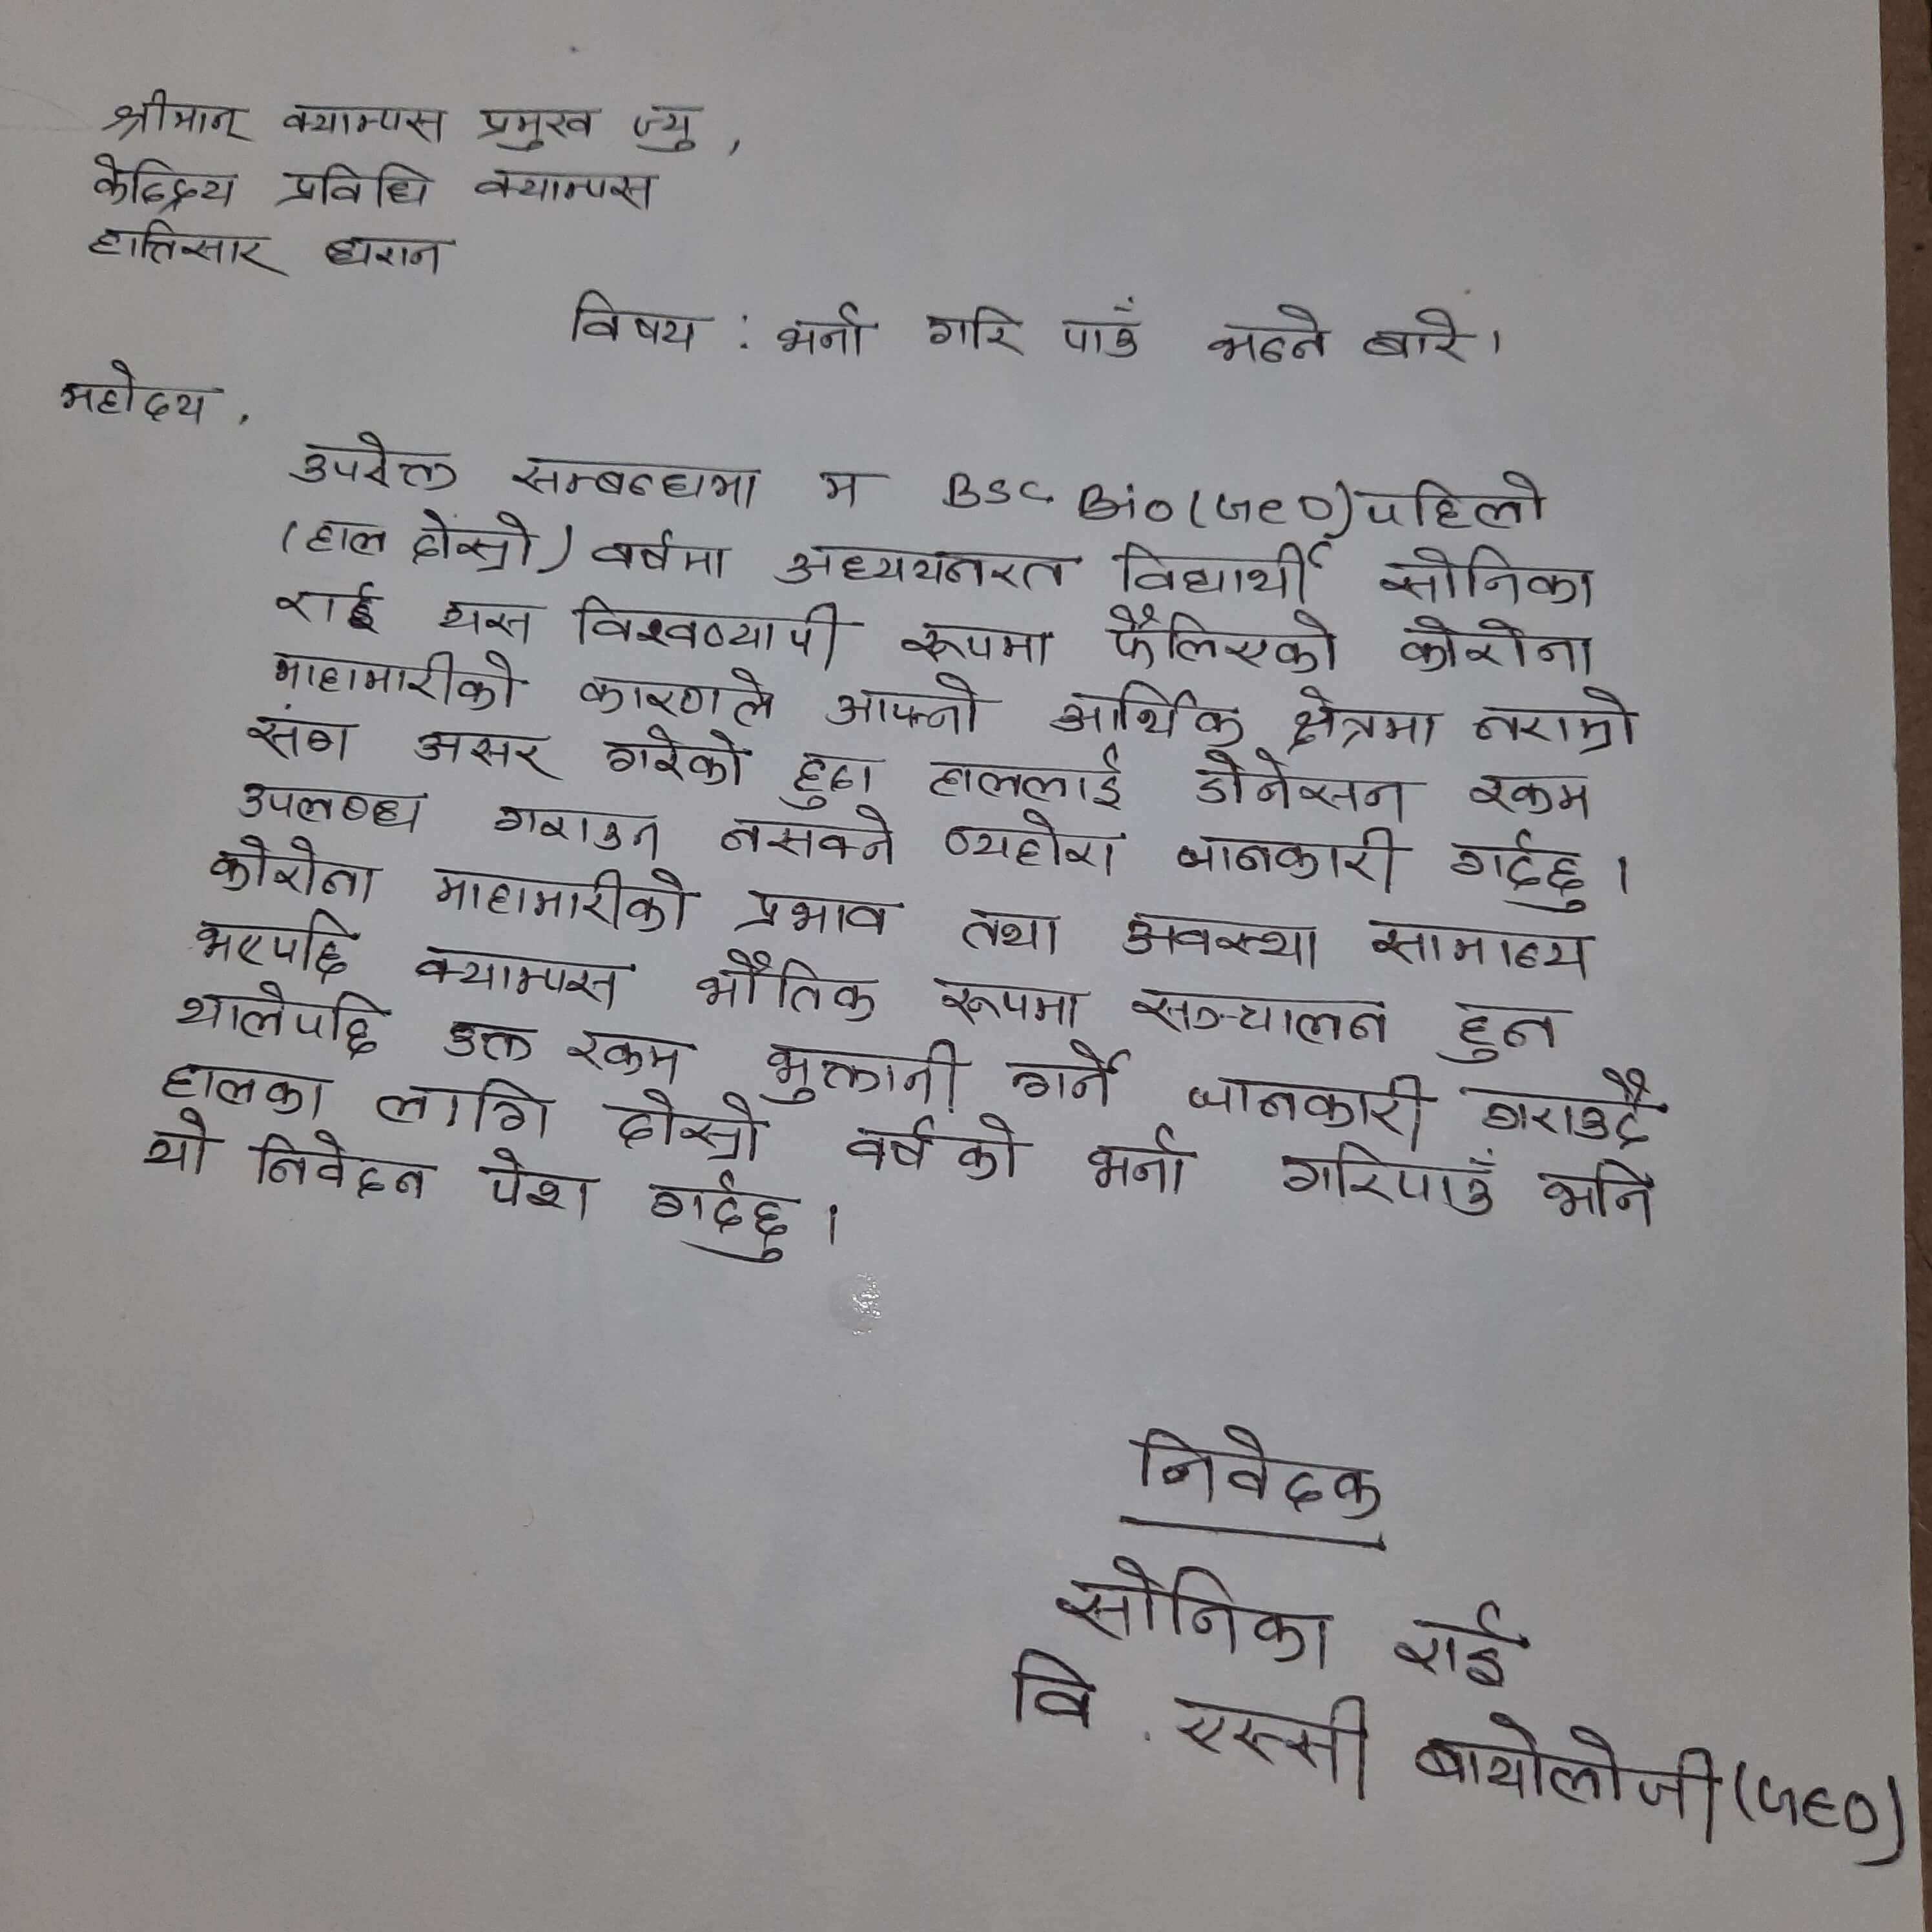 श्रीमान् क्याम्पस प्रमुख ज्यु,
केन्द्रिय प्रविधि क्याम्पस
हात्तिसार धरान
विषय : भर्ना गरि पाउँ भन्ने बारे।
महोदय,
उपरोक्त सम्बन्धमा म BSC Bio (Geo) पहिलो
(हाल दोस्रो) वर्षमा अध्ययनरत विद्यार्थी सोनिका
राई यस विश्वव्यापी रूपमा फैलिएको कोरोना
माहामारीको कारणले आफ्नो आर्थिक क्षेत्रमा नराम्रो
संग असर गरेको हुदा हाललाई डोनेसन रकम
उपलब्ध गराउन नसक्ने व्यहोरा जानकारी गर्दछु।
कोरोना माहामारीको प्रभाव तथा अवस्था सामान्य
भएपछि क्याम्पस भौतिक रूपमा सञ्चालन हुन
थालेपछि उक्त रकम भुक्तानी गर्ने जानकारी गराउदै
हालका लागि दोस्रो वर्षको भर्ना गरिपाउँ भनि
यो निवेदन पेश गर्दछु।
निवेदक
सोनिका राई
वि. एस्सी बायोलोजी (GEO)